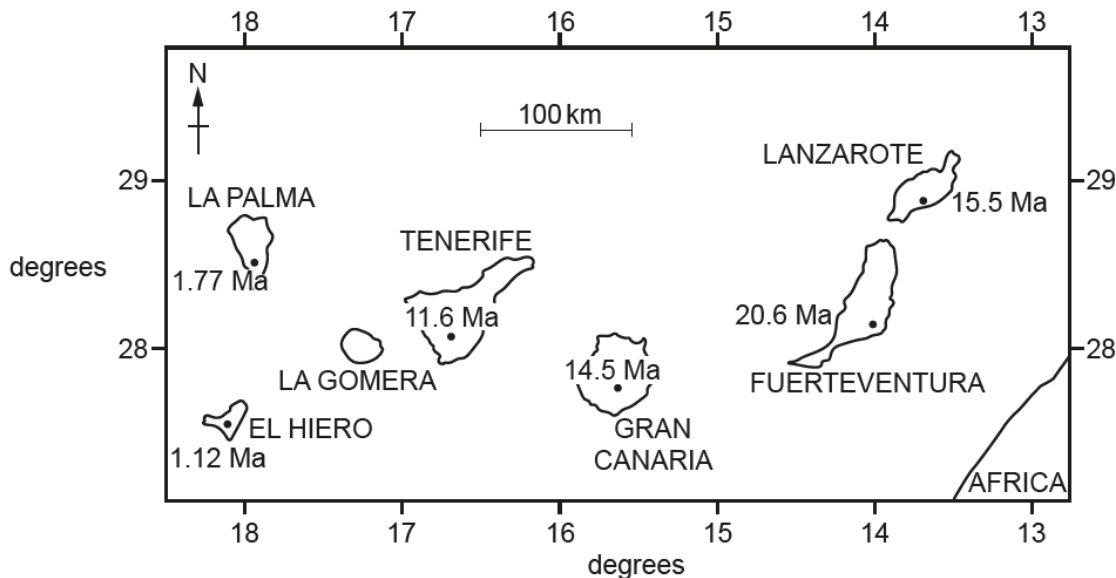 18 17 16 15 14 13
N
100 km
LANZAROTE
29 29
LA PALMA
15.5 Ma
TENERIFE
degrees
1.77 Ma
11.6 Ma
20.6 Ma
28 28
14.5 Ma
LA GOMERA
FUERTEVENTURA
EL HIERO
GRAN
CANARIA
1.12 Ma
AFRICA
18 17 16 15 14 13
degrees